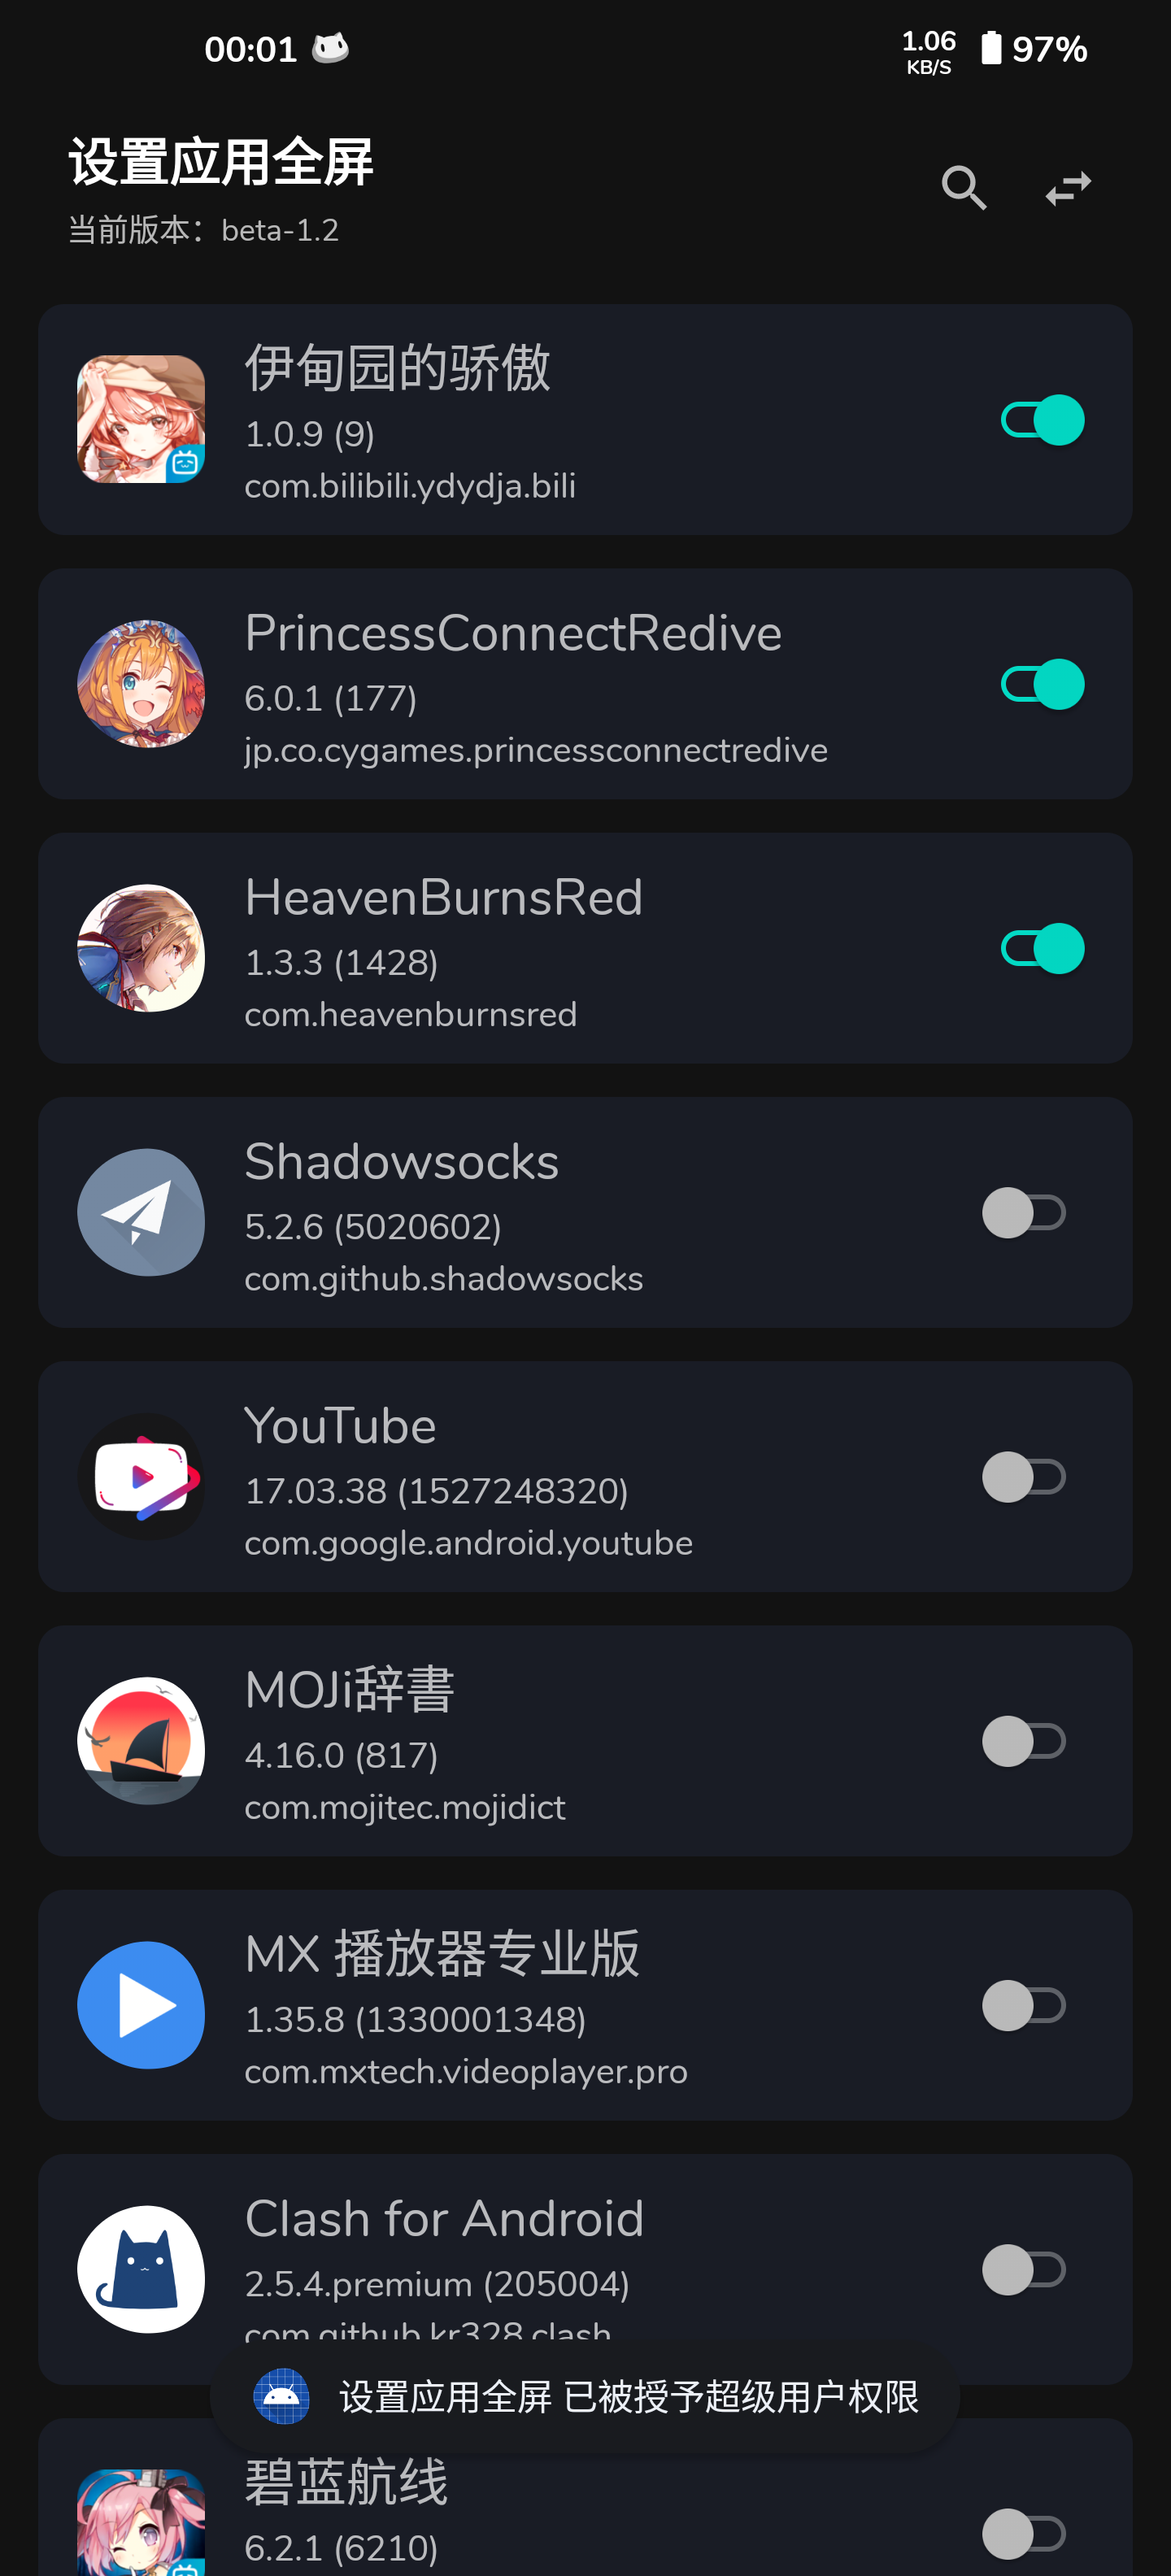 00:01
1.06
KB/S
97%
设置应用全屏
当前版本：beta-1.2
伊甸园的骄傲
1.0.9 (9)
com.bilibili.ydydja.bili
PrincessConnectRedive
6.0.1 (177)
jp.co.cygames.princessconnectredive
HeavenBurnsRed
1.3.3 (1428)
com.heavenburnsred
Shadowsocks
5.2.6 (5020602)
com.github.shadowsocks
YouTube
17.03.38 (1527248320)
com.google.android.youtube
MOJi辞書
4.16.0 (817)
com.mojitec.mojidict
MX 播放器专业版
1.35.8 (1330001348)
com.mxtech.videoplayer.pro
Clash for Android
2.5.4.premium (205004)
com.github.kr328.clash
设置应用全屏 已被授予超级用户权限
碧蓝航线
6.2.1 (6210)